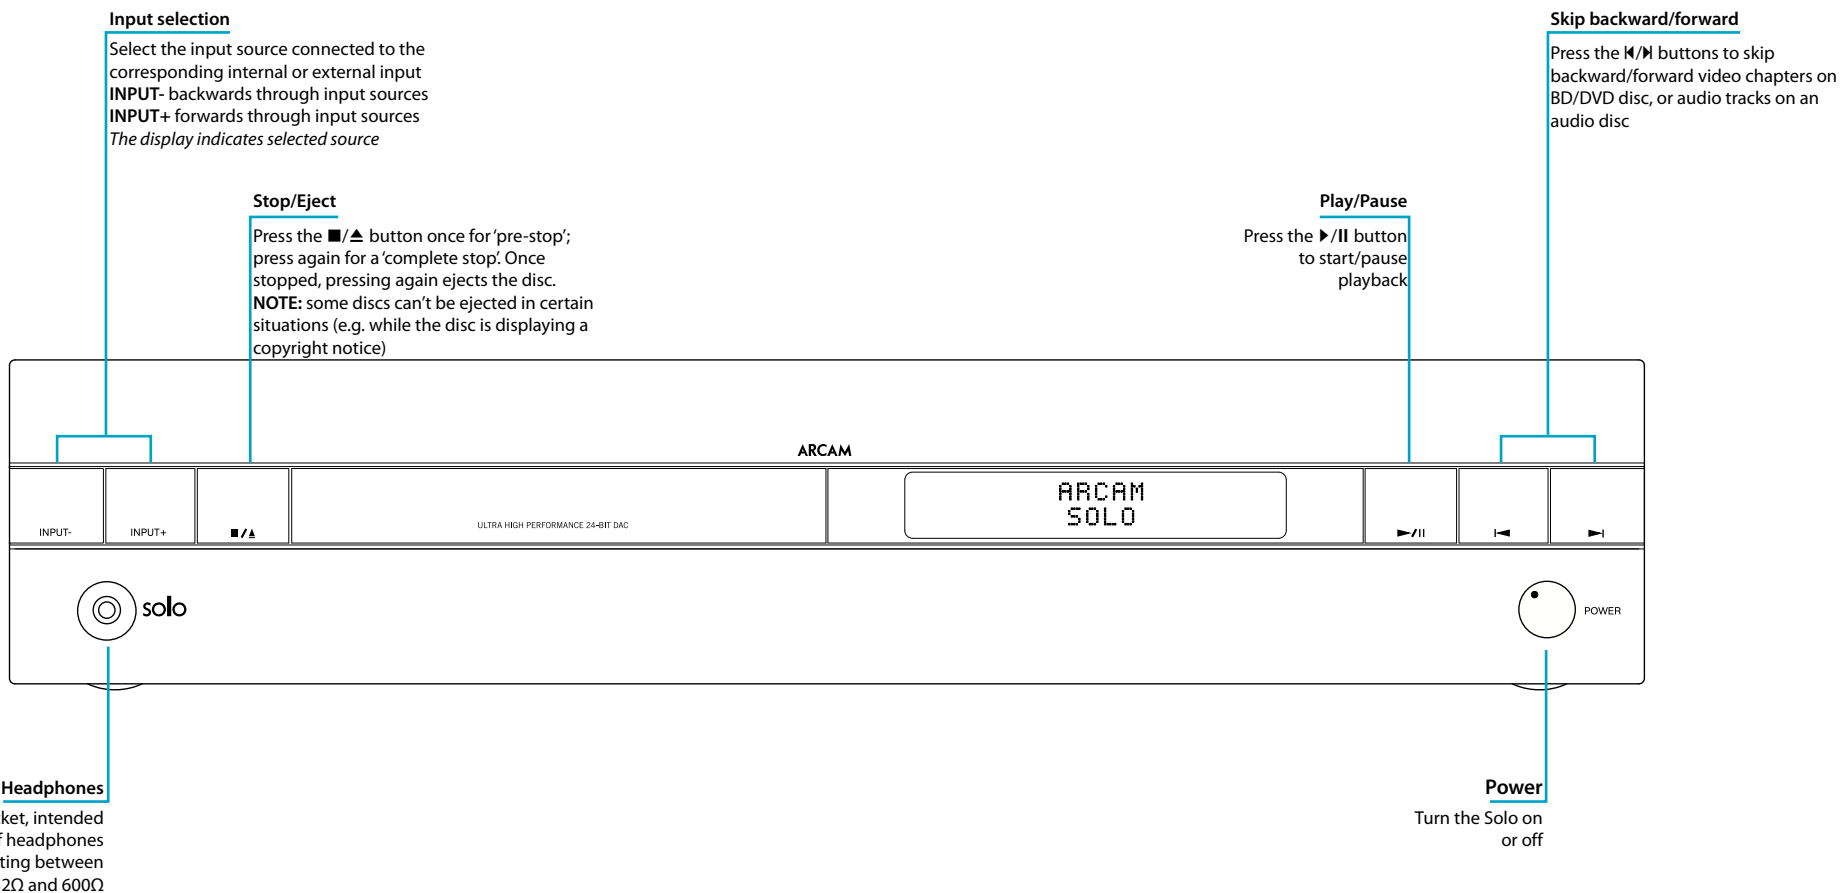 Input selection
Select the input source connected to the
corresponding internal or external input
INPUT- backwards through input sources
INPUT+ forwards through input sources
The display indicates selected source
Skip backward/forward
Press the ⏮/⏭ buttons to skip
backward/forward video chapters on
BD/DVD disc, or audio tracks on an
audio disc
Stop/Eject
Press the ■/⏏ button once for 'pre-stop';
press again for a 'complete stop'. Once
stopped, pressing again ejects the disc.
NOTE: some discs can't be ejected in certain
situations (e.g. while the disc is displaying a
copyright notice)
Play/Pause
Press the ▶/II button
to start/pause
playback
ARCAM
INPUT-
INPUT+
■/▲
ULTRA HIGH PERFORMANCE 24-BIT DAC
ARCAM
SOLO
►/II
I◄
►I
solo
POWER
Headphones
intended
headphones
between
2Ω and 600Ω
Power
Turn the Solo on
or off